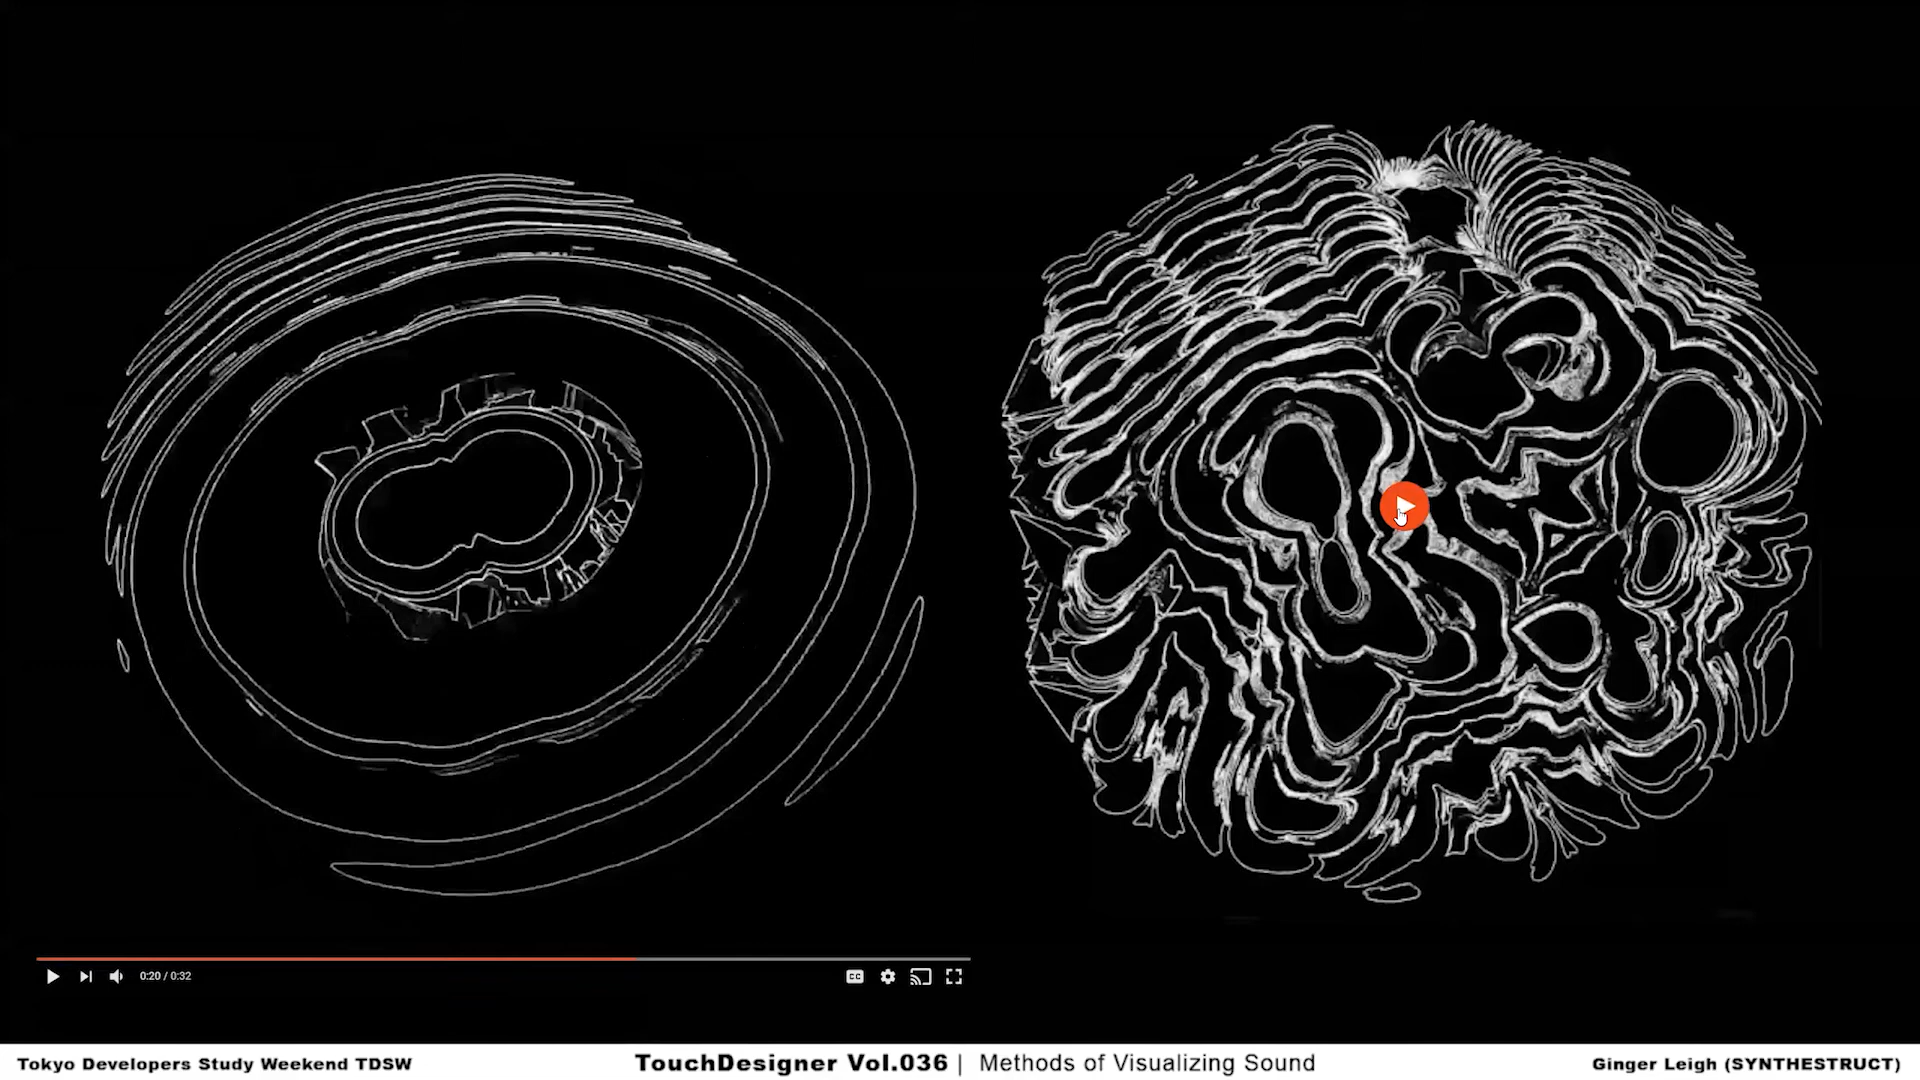 0:20 / 0:32
CC
Tokyo Developers Study Weekend TDSW
TouchDesigner Vol.036 | Methods of Visualizing Sound
Ginger Leigh (SYNTHESTRUCT)